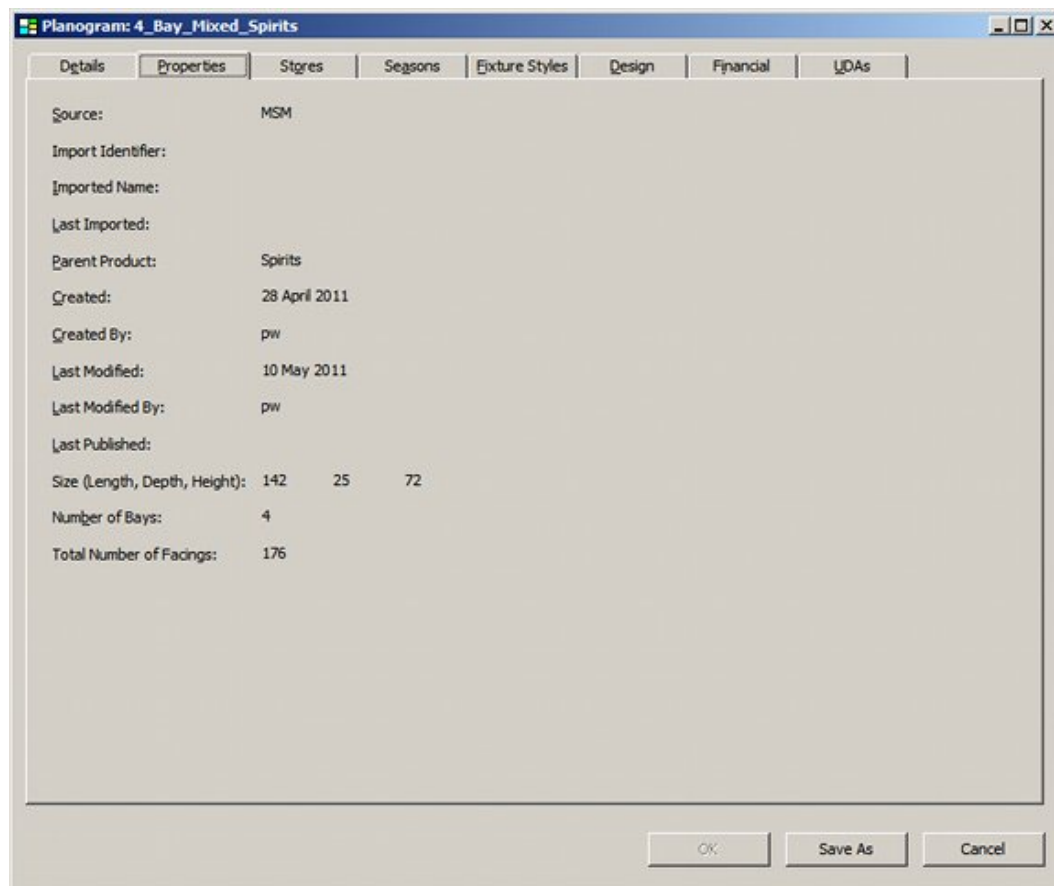 Planogram: 4_Bay_Mixed_Spirits
Details Properties Stores Seasons Fixture Styles Design Financial UDAs
Source: MSM
Import Identifier:
Imported Name:
Last Imported:
Parent Product: Spirits
Created: 28 April 2011
Created By: pw
Last Modified: 10 May 2011
Last Modified By: pw
Last Published:
Size (Length, Depth, Height): 142 25 72
Number of Bays: 4
Total Number of Facings: 176
OK Save As Cancel